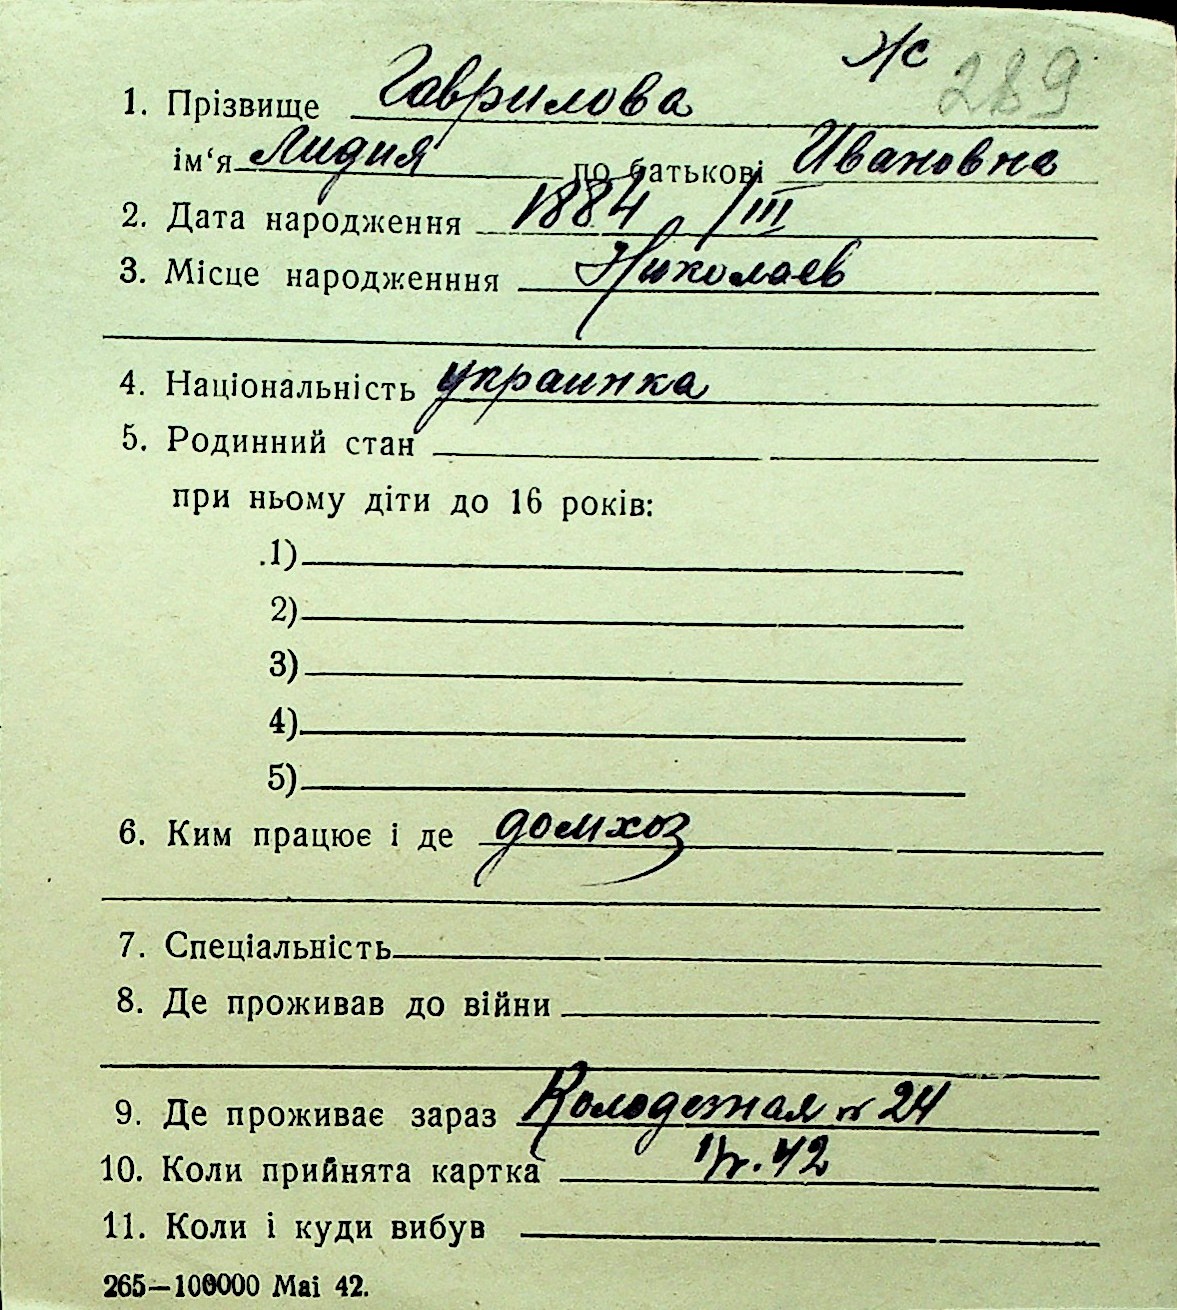 Ж 289
1. Прізвище Гаврилова
ім‘я Лидия по батькові Ивановна
2. Дата народження 1884 /III
3. Місце народженння Николаев
4. Національність украинка
5. Родинний стан
при ньому діти до 16 років:
1)
2)
3)
4)
5)
6. Ким працює і де домхоз
7. Спеціальність
8. Де проживав до війни
9. Де проживає зараз Колодезная № 24
10. Коли прийнята картка 42
11. Коли і куди вибув
265—100000 Mai 42.